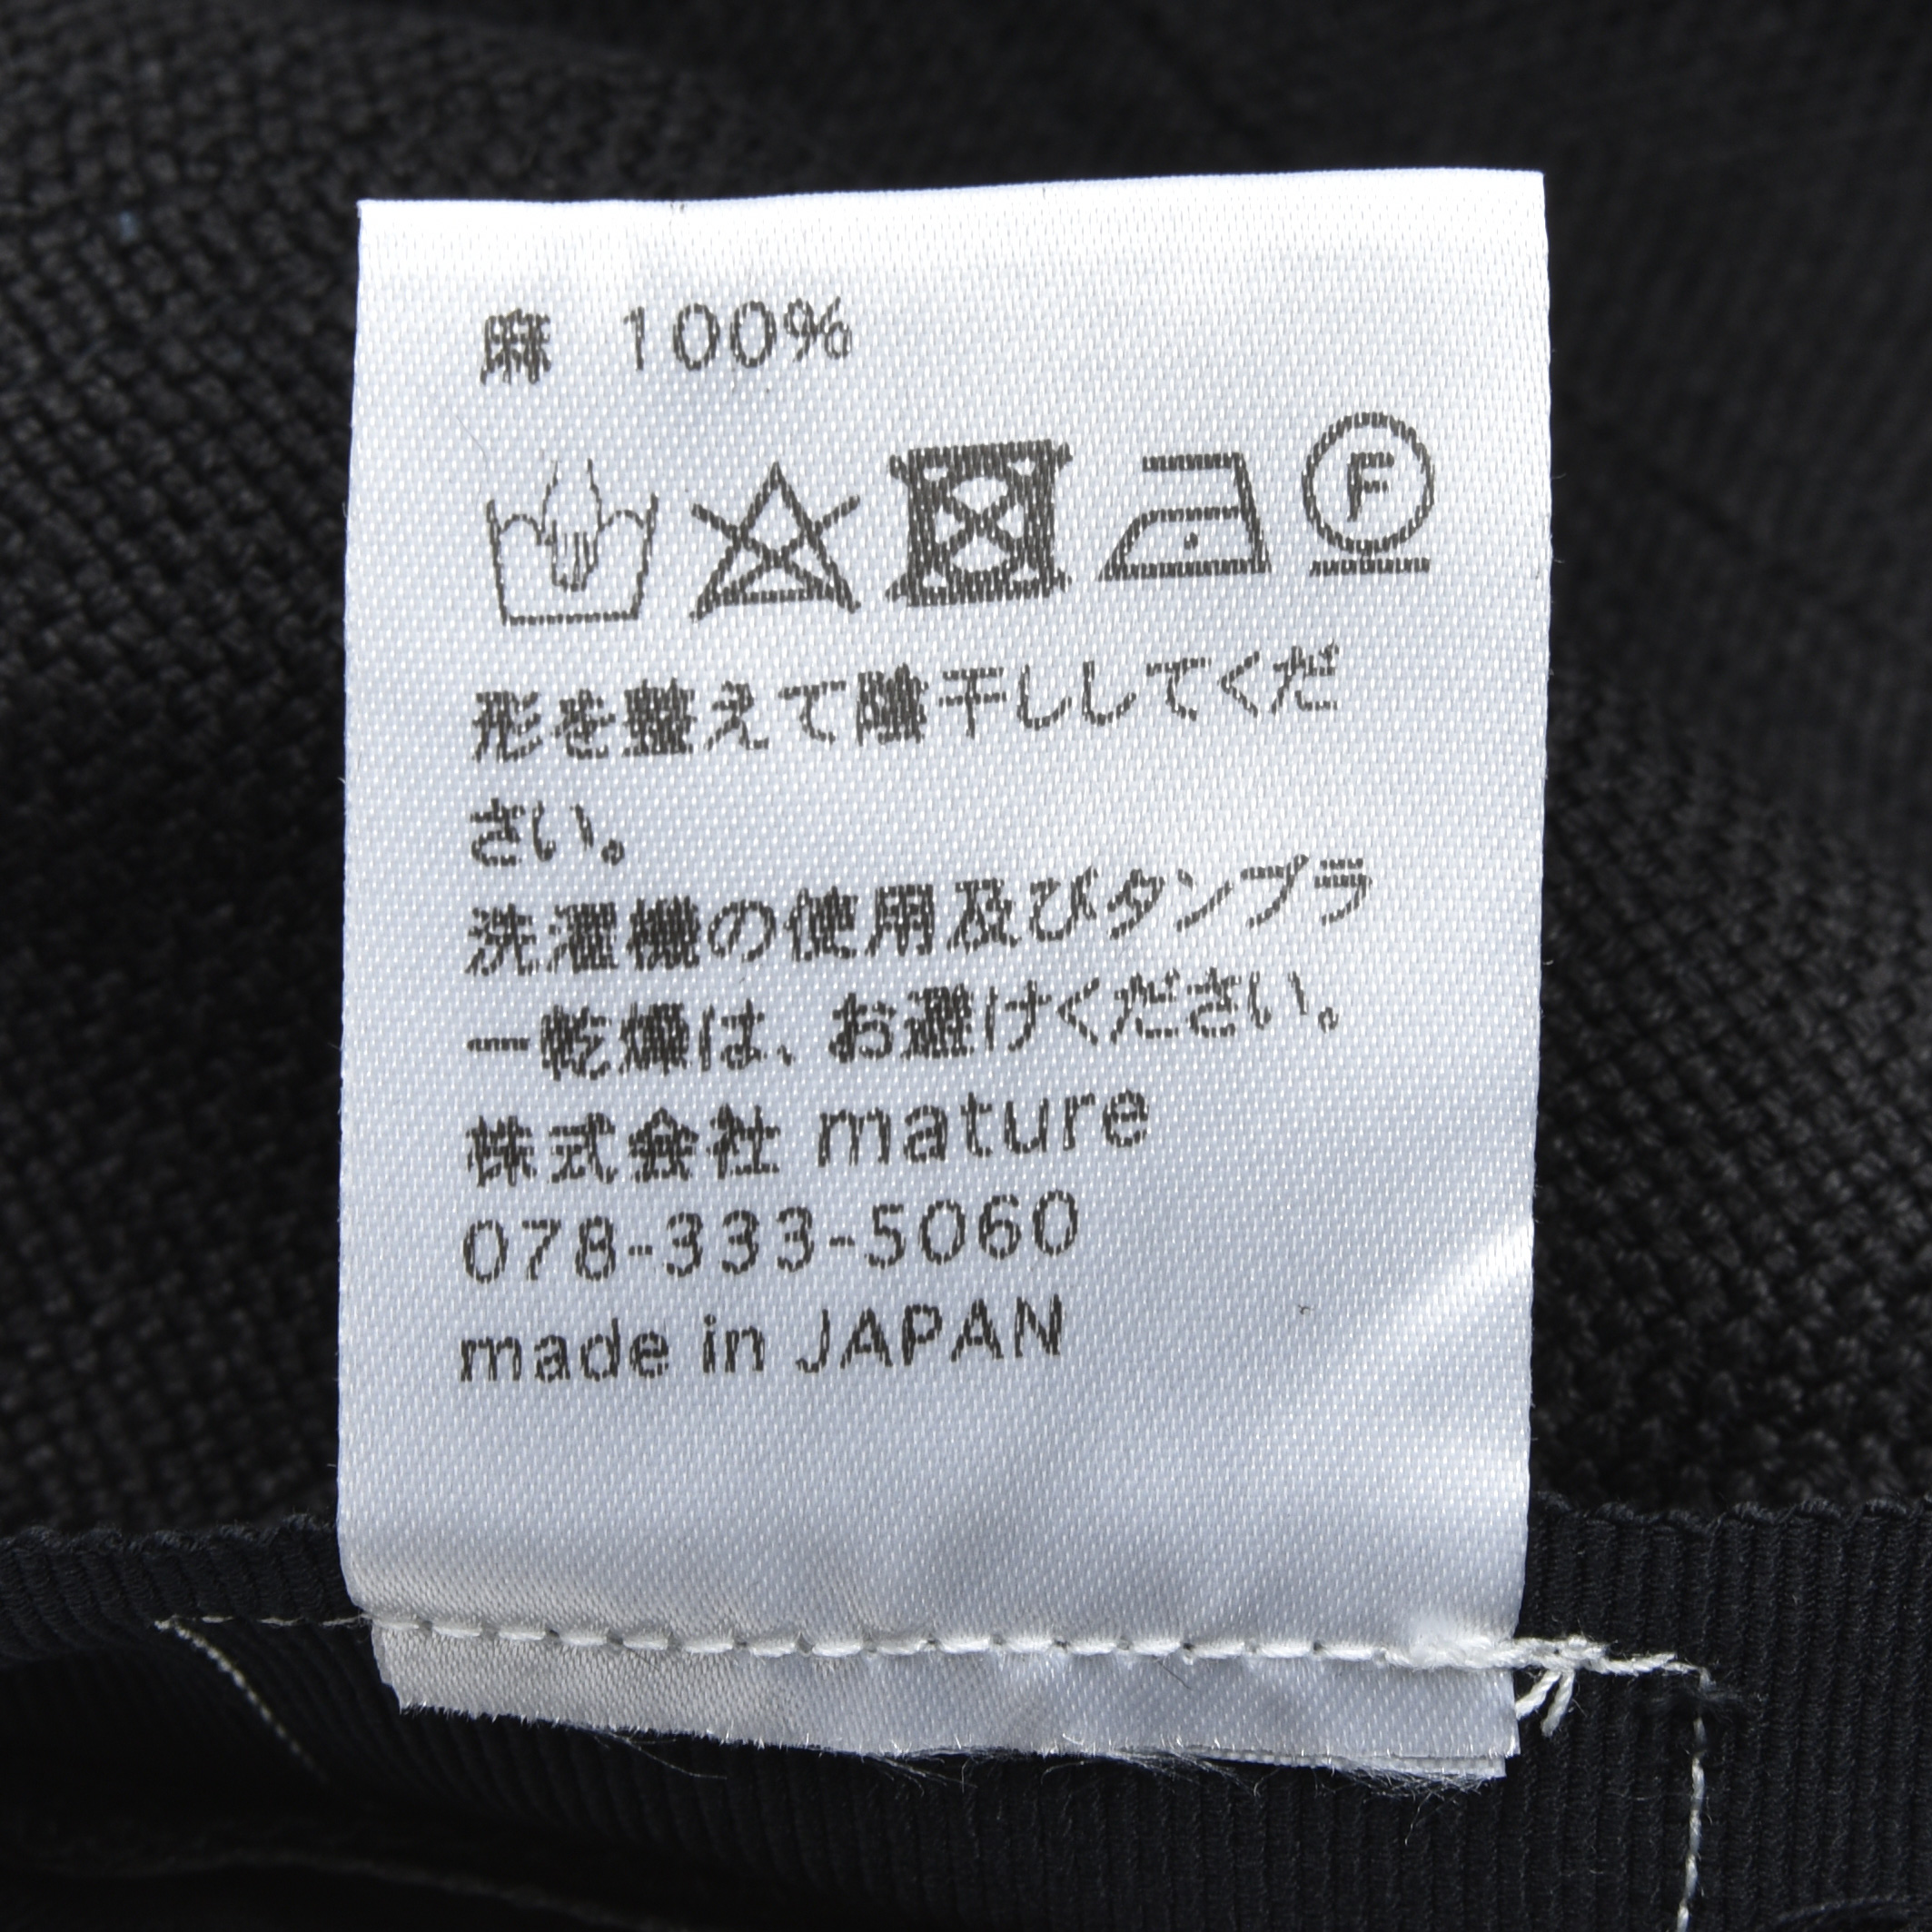 麻 100%
F
形を整えて陰干ししてくだ
さい。
洗濯機の使用及びタンブラ
ー乾燥は、お避けください。
株式会社 mature
078-333-5060
made in JAPAN